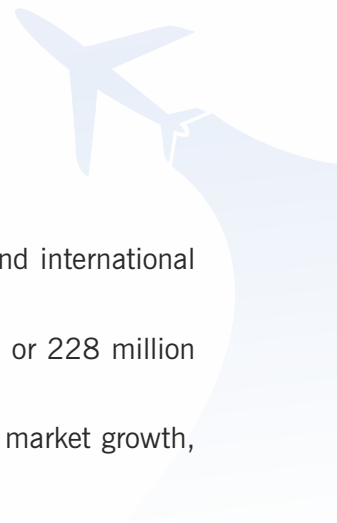 nd international
or 228 million
market growth,